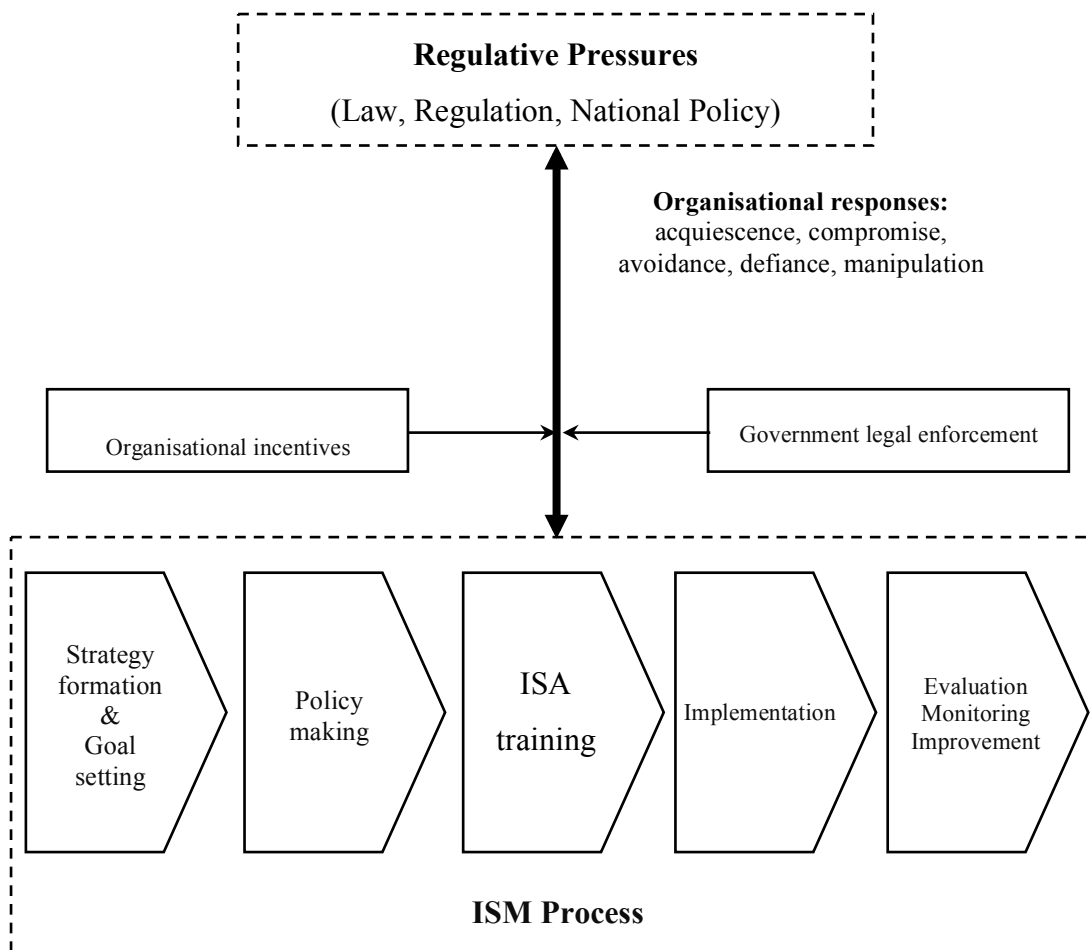 Regulative Pressures
(Law, Regulation, National Policy)
Organisational responses:
acquiescence, compromise,
avoidance, defiance, manipulation
Organisational incentives
Government legal enforcement
Strategy
formation
&
Goal
setting
Policy
making
ISA
training
Implementation
Evaluation
Monitoring
Improvement
ISM Process